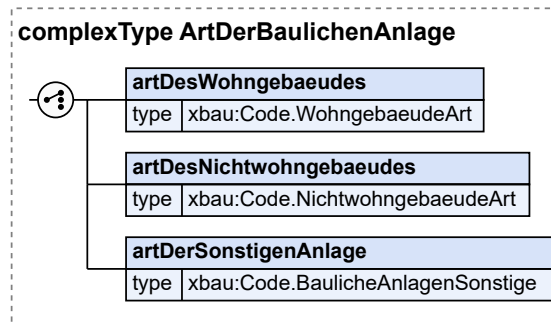 complexType ArtDerBaulichenAnlage
artDesWohngebaeudes
type xbau:Code.WohngebaeudeArt
artDesNichtwohngebaeudes
type xbau:Code.NichtwohngebaeudeArt
artDerSonstigenAnlage
type xbau:Code.BaulicheAnlagenSonstige